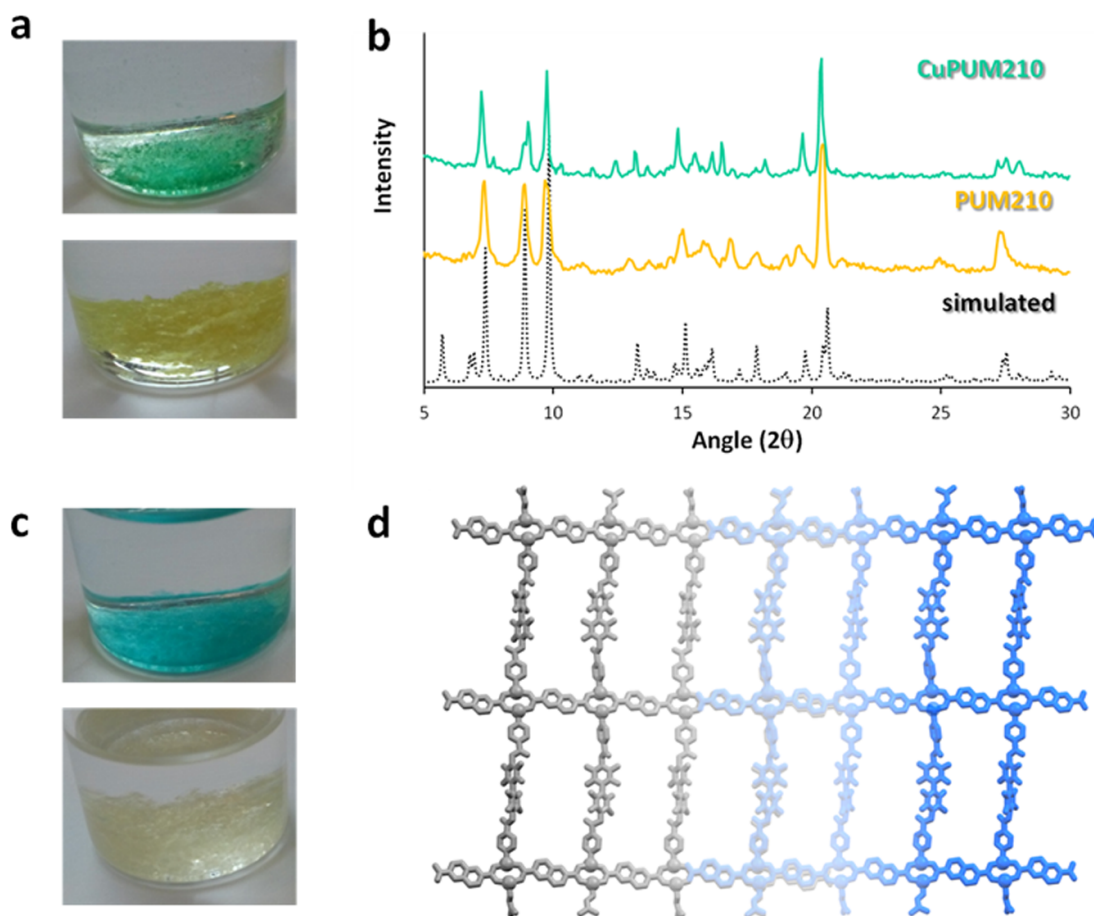 a
b
CuPUM210
PUM210
simulated
Intensity
5 10 15 20 25 30
Angle (2θ)
c
d